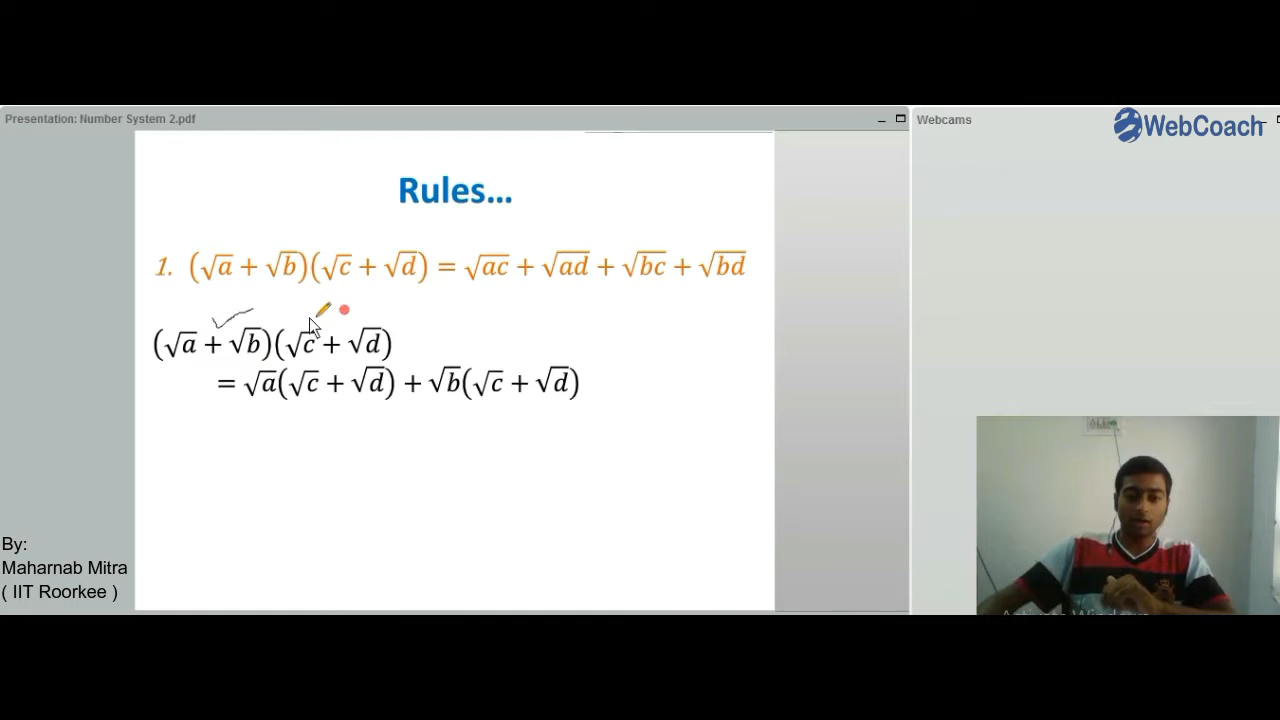 Presentation: Number System 2.pdf
Webcams
WebCoach
Rules...
1. (√a + √b)(√c + √d) = √ac + √ad + √bc + √bd
(√a + √b)(√c + √d)
= √a(√c + √d) + √b(√c + √d)
By:
Maharnab Mitra
( IIT Roorkee )